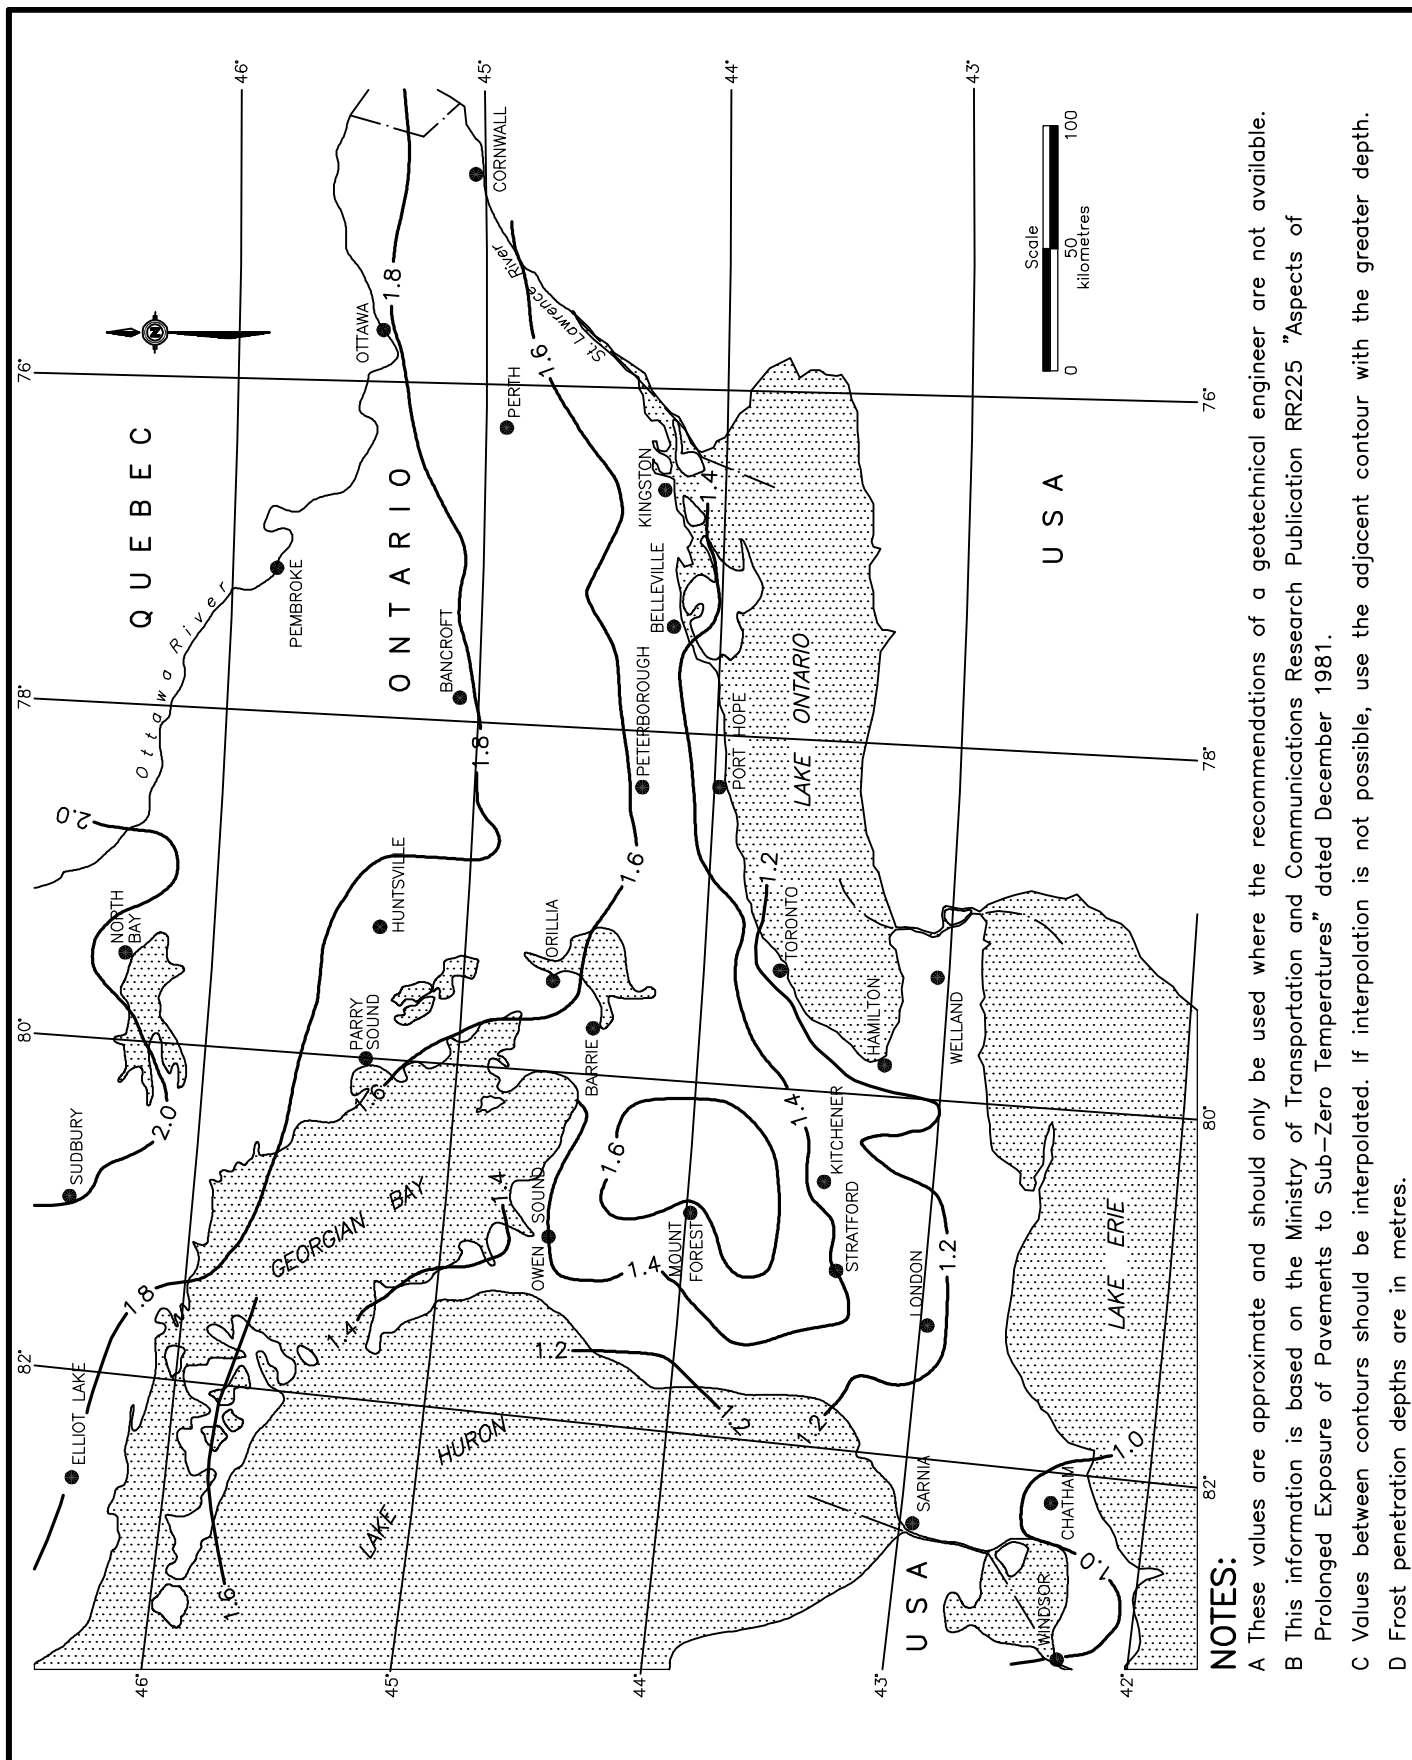 QUEBEC
ONTARIO
USA
USA
N
Ottawa River
St. Lawrence River
GEORGIAN BAY
LAKE HURON
LAKE ONTARIO
LAKE ERIE
ELLIOT LAKE
SUDBURY
NORTH
BAY
PEMBROKE
OTTAWA
CORNWALL
PARRY
SOUND
HUNTSVILLE
BANCROFT
PERTH
ORILLIA
BARRIE
OWEN SOUND
PETERBOROUGH
BELLEVILLE
KINGSTON
MOUNT
FOREST
PORT HOPE
TORONTO
KITCHENER
STRATFORD
HAMILTON
WELLAND
LONDON
SARNIA
CHATHAM
WINDSOR
82°
80°
78°
76°
46°
45°
44°
43°
46°
45°
44°
43°
42°
82°
80°
78°
76°
2.0
2.0
1.8
1.8
1.8
1.6
1.6
1.6
1.6
1.6
1.4
1.4
1.4
1.4
1.4
1.2
1.2
1.2
1.2
1.2
1.0
1.0
Scale
0 50 100
kilometres
NOTES:
A These values are approximate and should only be used where the recommendations of a geotechnical engineer are not available.
B This information is based on the Ministry of Transportation and Communications Research Publication RR225 "Aspects of
Prolonged Exposure of Pavements to Sub-Zero Temperatures" dated December 1981.
C Values between contours should be interpolated. If interpolation is not possible, use the adjacent contour with the greater depth.
D Frost penetration depths are in metres.